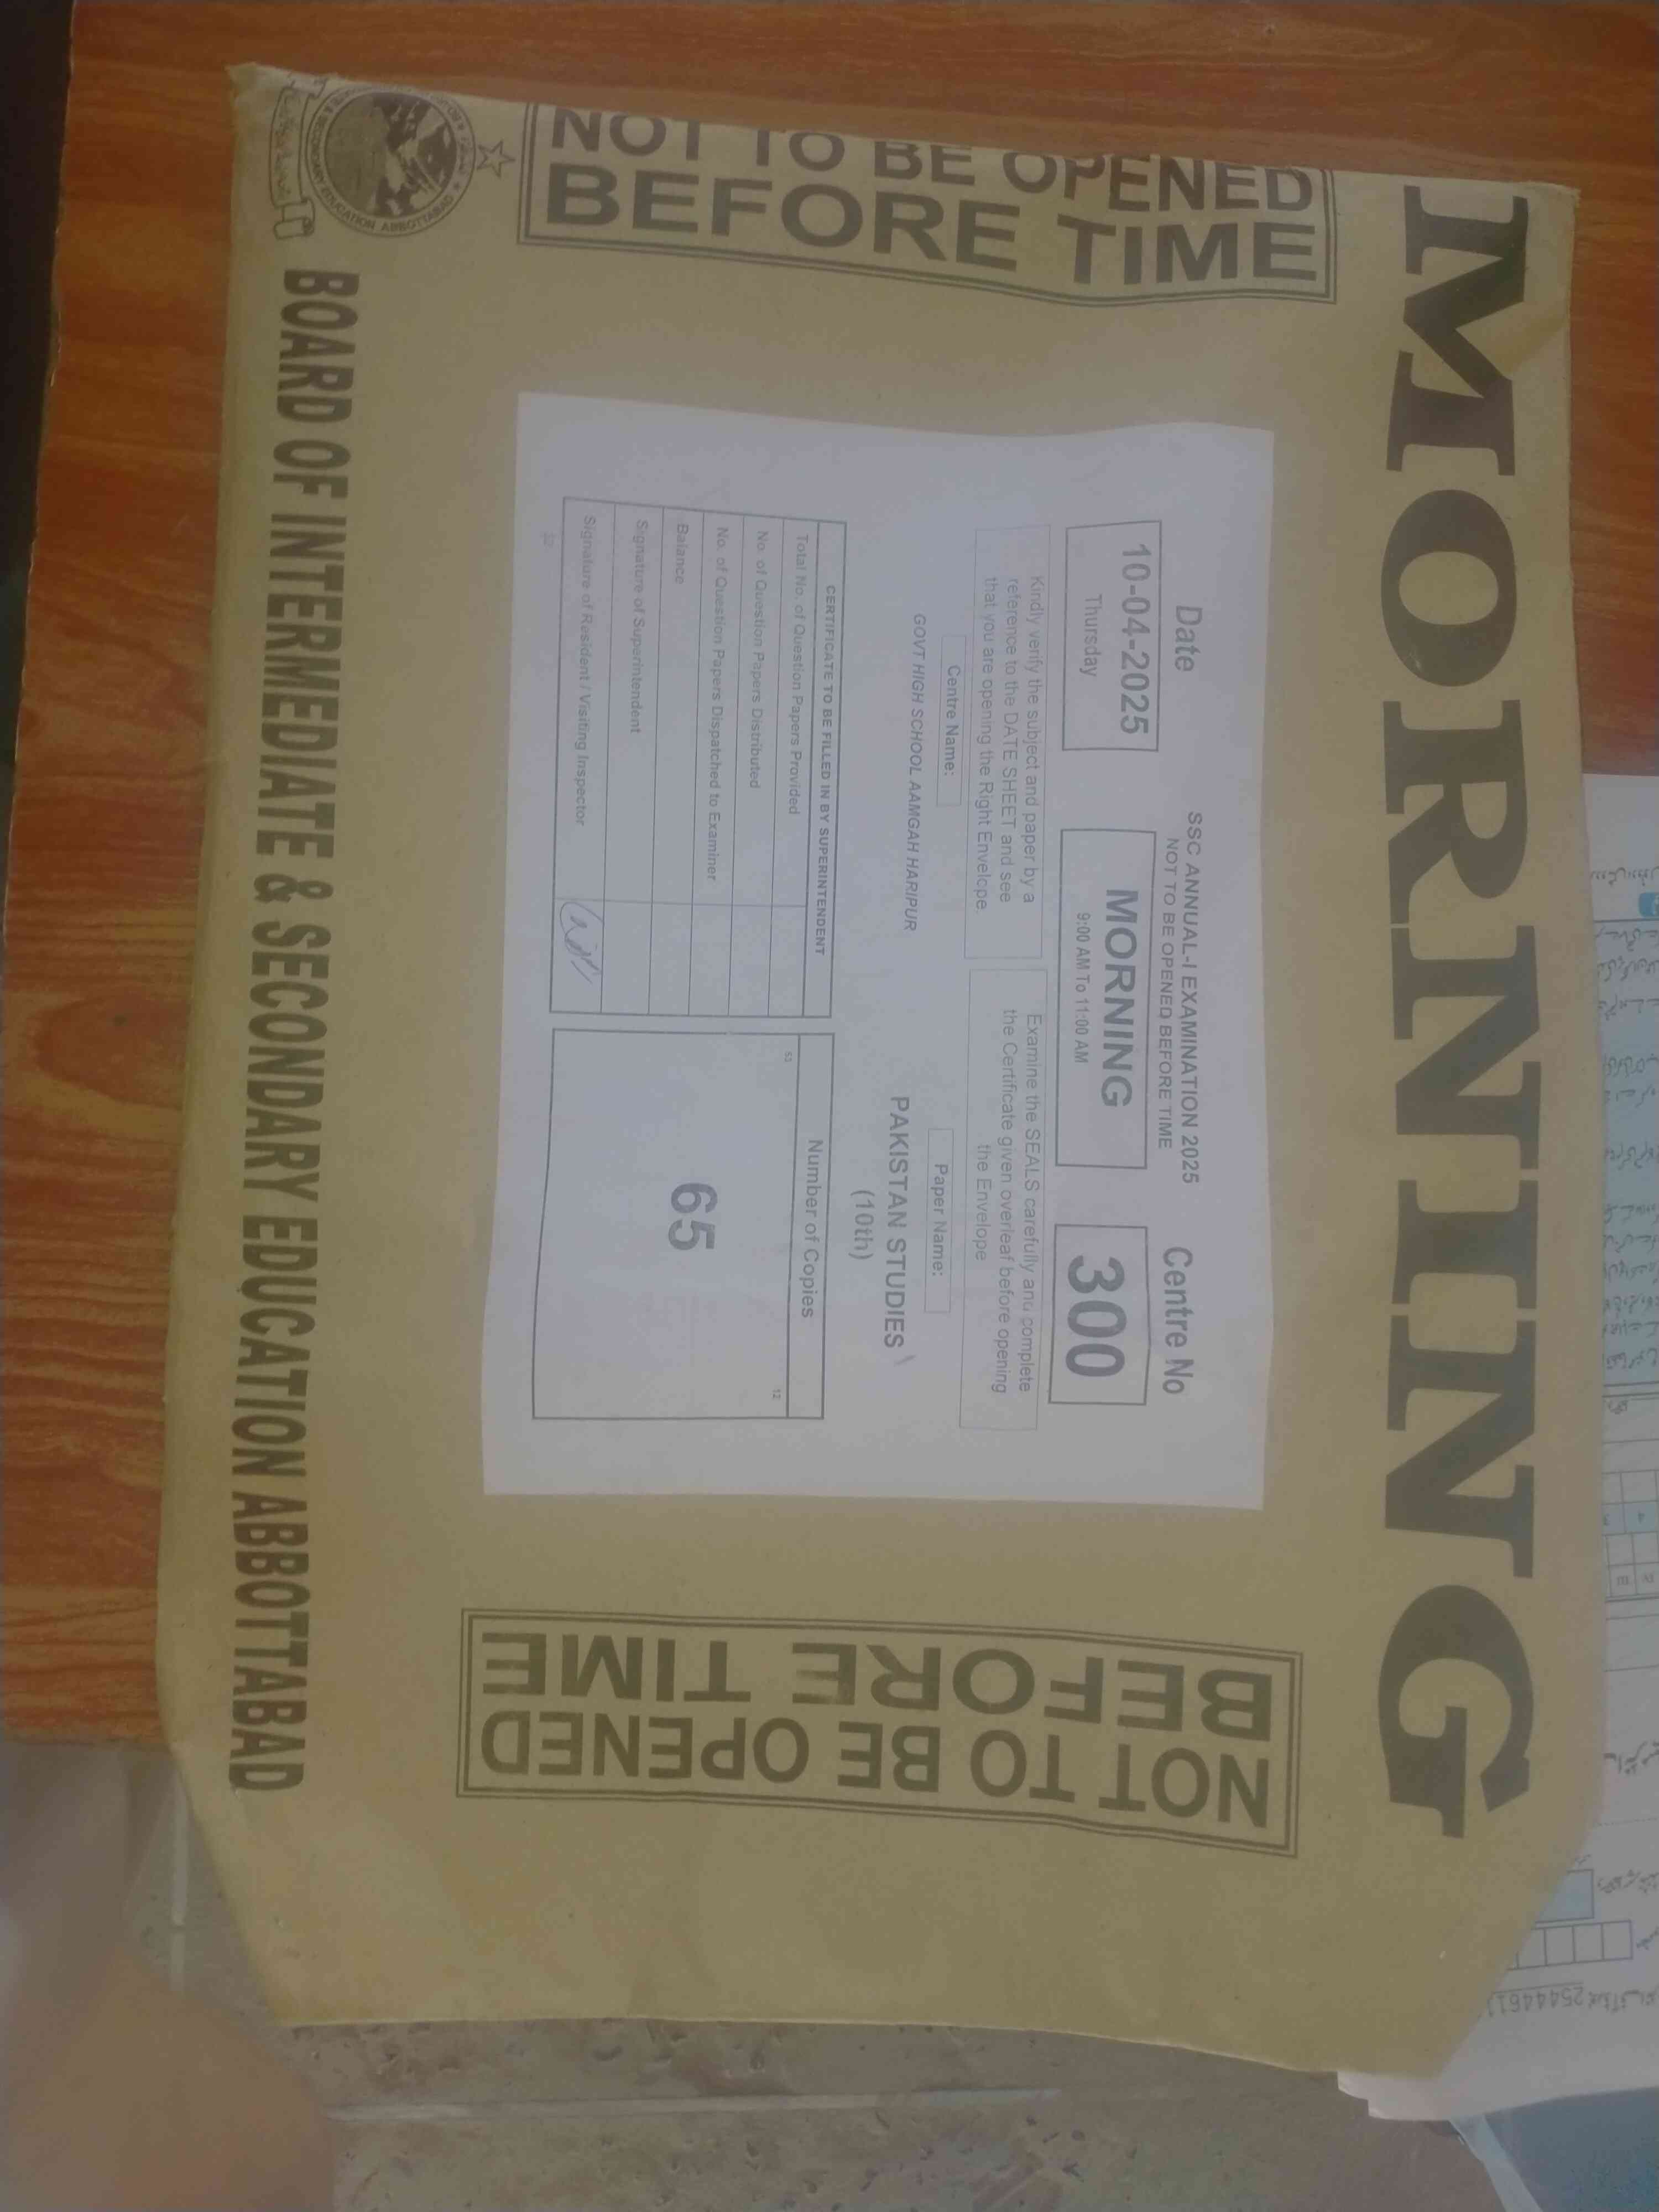 MORNING
NOT TO BE OPENED
BEFORE TIME
Date
10-04-2025
Thursday
SSC ANNUAL-I EXAMINATION 2025
NOT TO BE OPENED BEFORE TIME
MORNING
9:00 AM To 11:00 AM
Centre No
300
Kindly verify the subject and paper by a
reference to the DATE SHEET and see
that you are opening the Right Envelope.
Examine the SEALS carefully and complete
the Certificate given overleaf before opening
the Envelope
Centre Name:
GOVT HIGH SCHOOL AAMGAH HARIPUR
Paper Name:
PAKISTAN STUDIES
(10th)
CERTIFICATE TO BE FILLED IN BY SUPERINTENDENT
Total No. of Question Papers Provided
No. of Question Papers Distributed
No. of Question Papers Dispatched to Examiner
Balance
Signature of Superintendent
Signature of Resident / Visiting Inspector
Number of Copies
53
12
65
NOT TO BE OPENED
BEFORE TIME
BOARD OF INTERMEDIATE & SECONDARY EDUCATION ABBOTTABAD